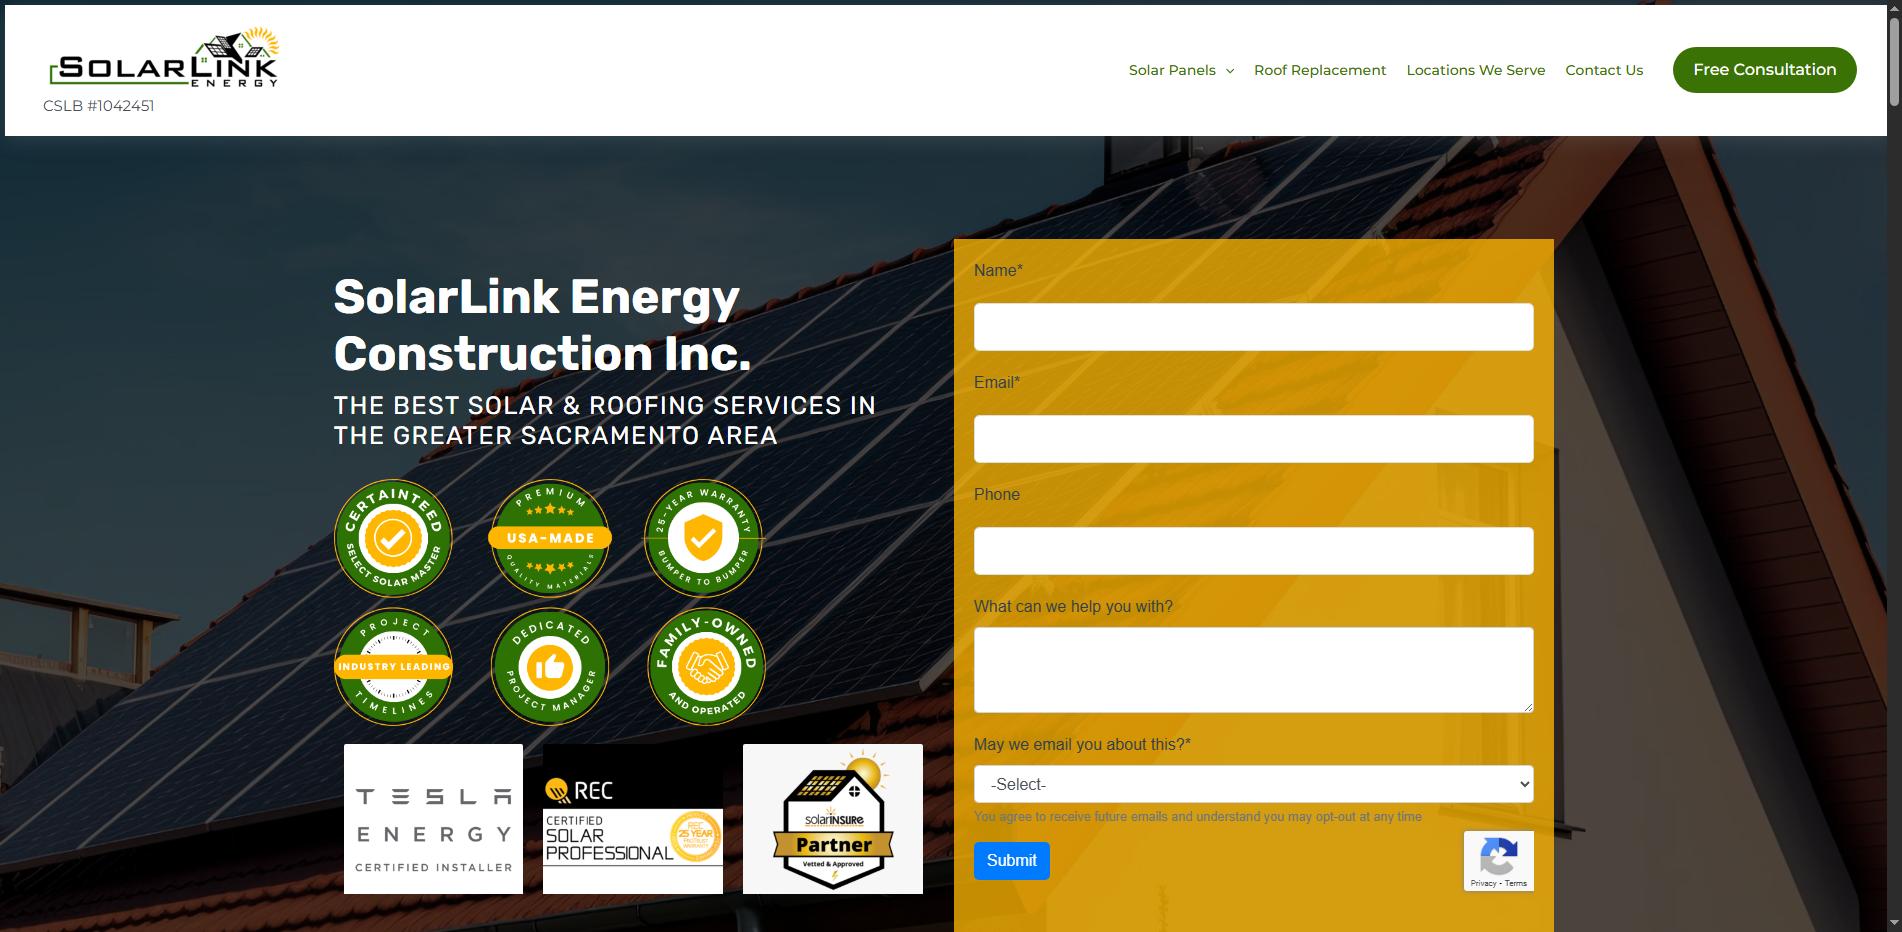 SOLARLINK
ENERGY
CSLB #1042451
Solar Panels
Roof Replacement
Locations We Serve
Contact Us
Free Consultation
SolarLink Energy
Construction Inc.
THE BEST SOLAR & ROOFING SERVICES IN
THE GREATER SACRAMENTO AREA
CERTAINTEED
SELECT SOLAR MASTER
PREMIUM
USA-MADE
QUALITY MATERIALS
25-YEAR WARRANTY
BUMPER TO BUMPER
PROJECT
INDUSTRY LEADING
TIMELINES
DEDICATED
PROJECT MANAGER
FAMILY-OWNED
AND OPERATED
TESLA
ENERGY
CERTIFIED INSTALLER
REC
CERTIFIED
SOLAR
PROFESSIONAL
REC
25 YEAR
PROTRUST
WARRANTY
solarinsure
Partner
Vetted & Approved
Name*
Email*
Phone
What can we help you with?
May we email you about this?*
-Select-
You agree to receive future emails and understand you may opt-out at any time
Submit
Privacy - Terms